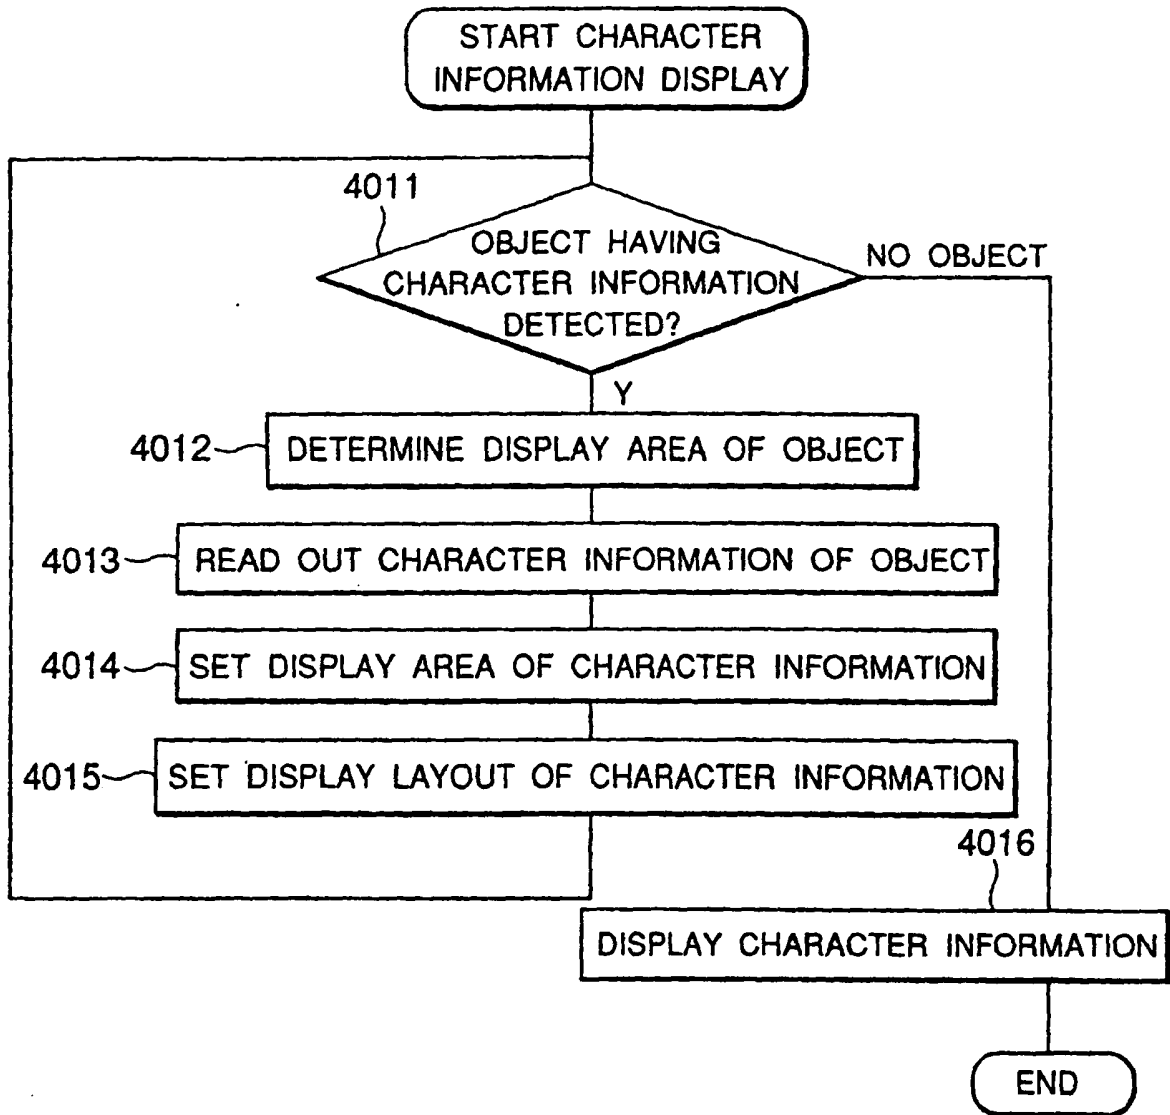 START CHARACTER
INFORMATION DISPLAY
4011
OBJECT HAVING
CHARACTER INFORMATION
DETECTED?
NO OBJECT
Y
4012
DETERMINE DISPLAY AREA OF OBJECT
4013
READ OUT CHARACTER INFORMATION OF OBJECT
4014
SET DISPLAY AREA OF CHARACTER INFORMATION
4015
SET DISPLAY LAYOUT OF CHARACTER INFORMATION
4016
DISPLAY CHARACTER INFORMATION
END